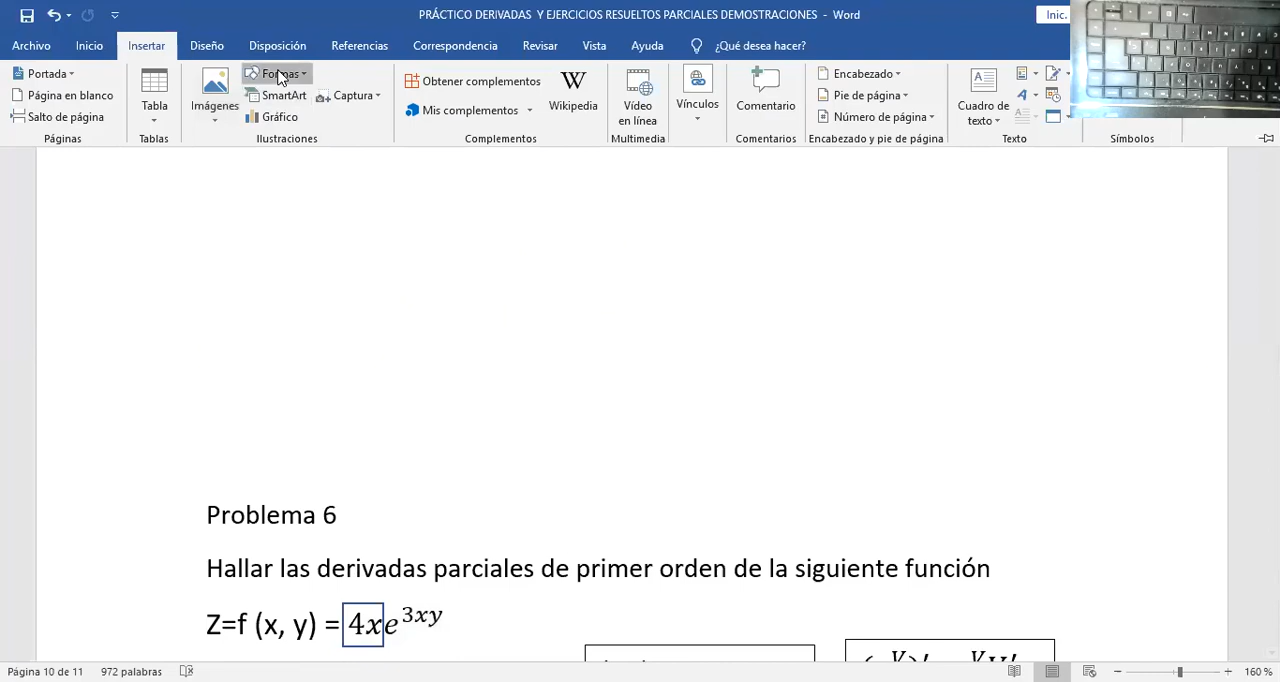 PRÁCTICO DERIVADAS Y EJERCICIOS RESUELTOS PARCIALES DEMOSTRACIONES - Word
Inic.
Archivo Inicio Insertar Diseño Disposición Referencias Correspondencia Revisar Vista Ayuda ¿Qué desea hacer?
Portada
Página en blanco
Salto de página
Páginas
Tabla
Tablas
Imágenes
Formas
SmartArt
Gráfico
Captura
Ilustraciones
Obtener complementos
Mis complementos
W
Wikipedia
Complementos
Vídeo
en línea
Multimedia
Vínculos
Comentario
Comentarios
Encabezado
Pie de página
Número de página
Encabezado y pie de página
Cuadro de
texto
Texto
Símbolos
Problema 6
Hallar las derivadas parciales de primer orden de la siguiente función
Z=f (x, y) = 4xe^{3xy}
Página 10 de 11 972 palabras
160 %